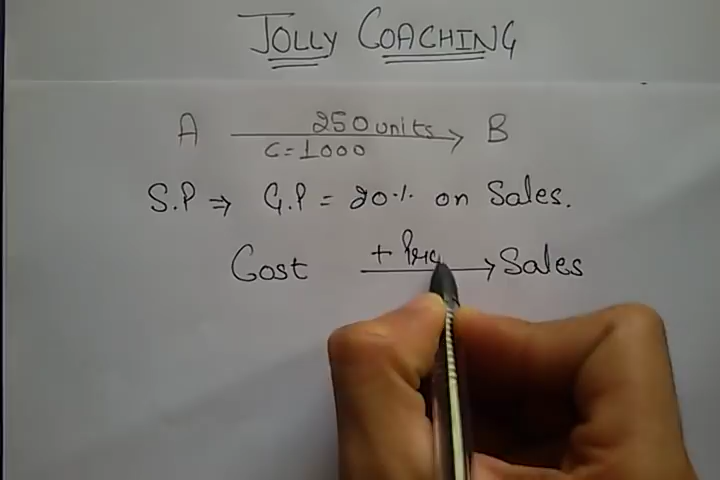 JOLLY COACHING
A 250 units B
C = 1000
S.P ⇒ G.P = 20% on Sales.
Cost + → Sales